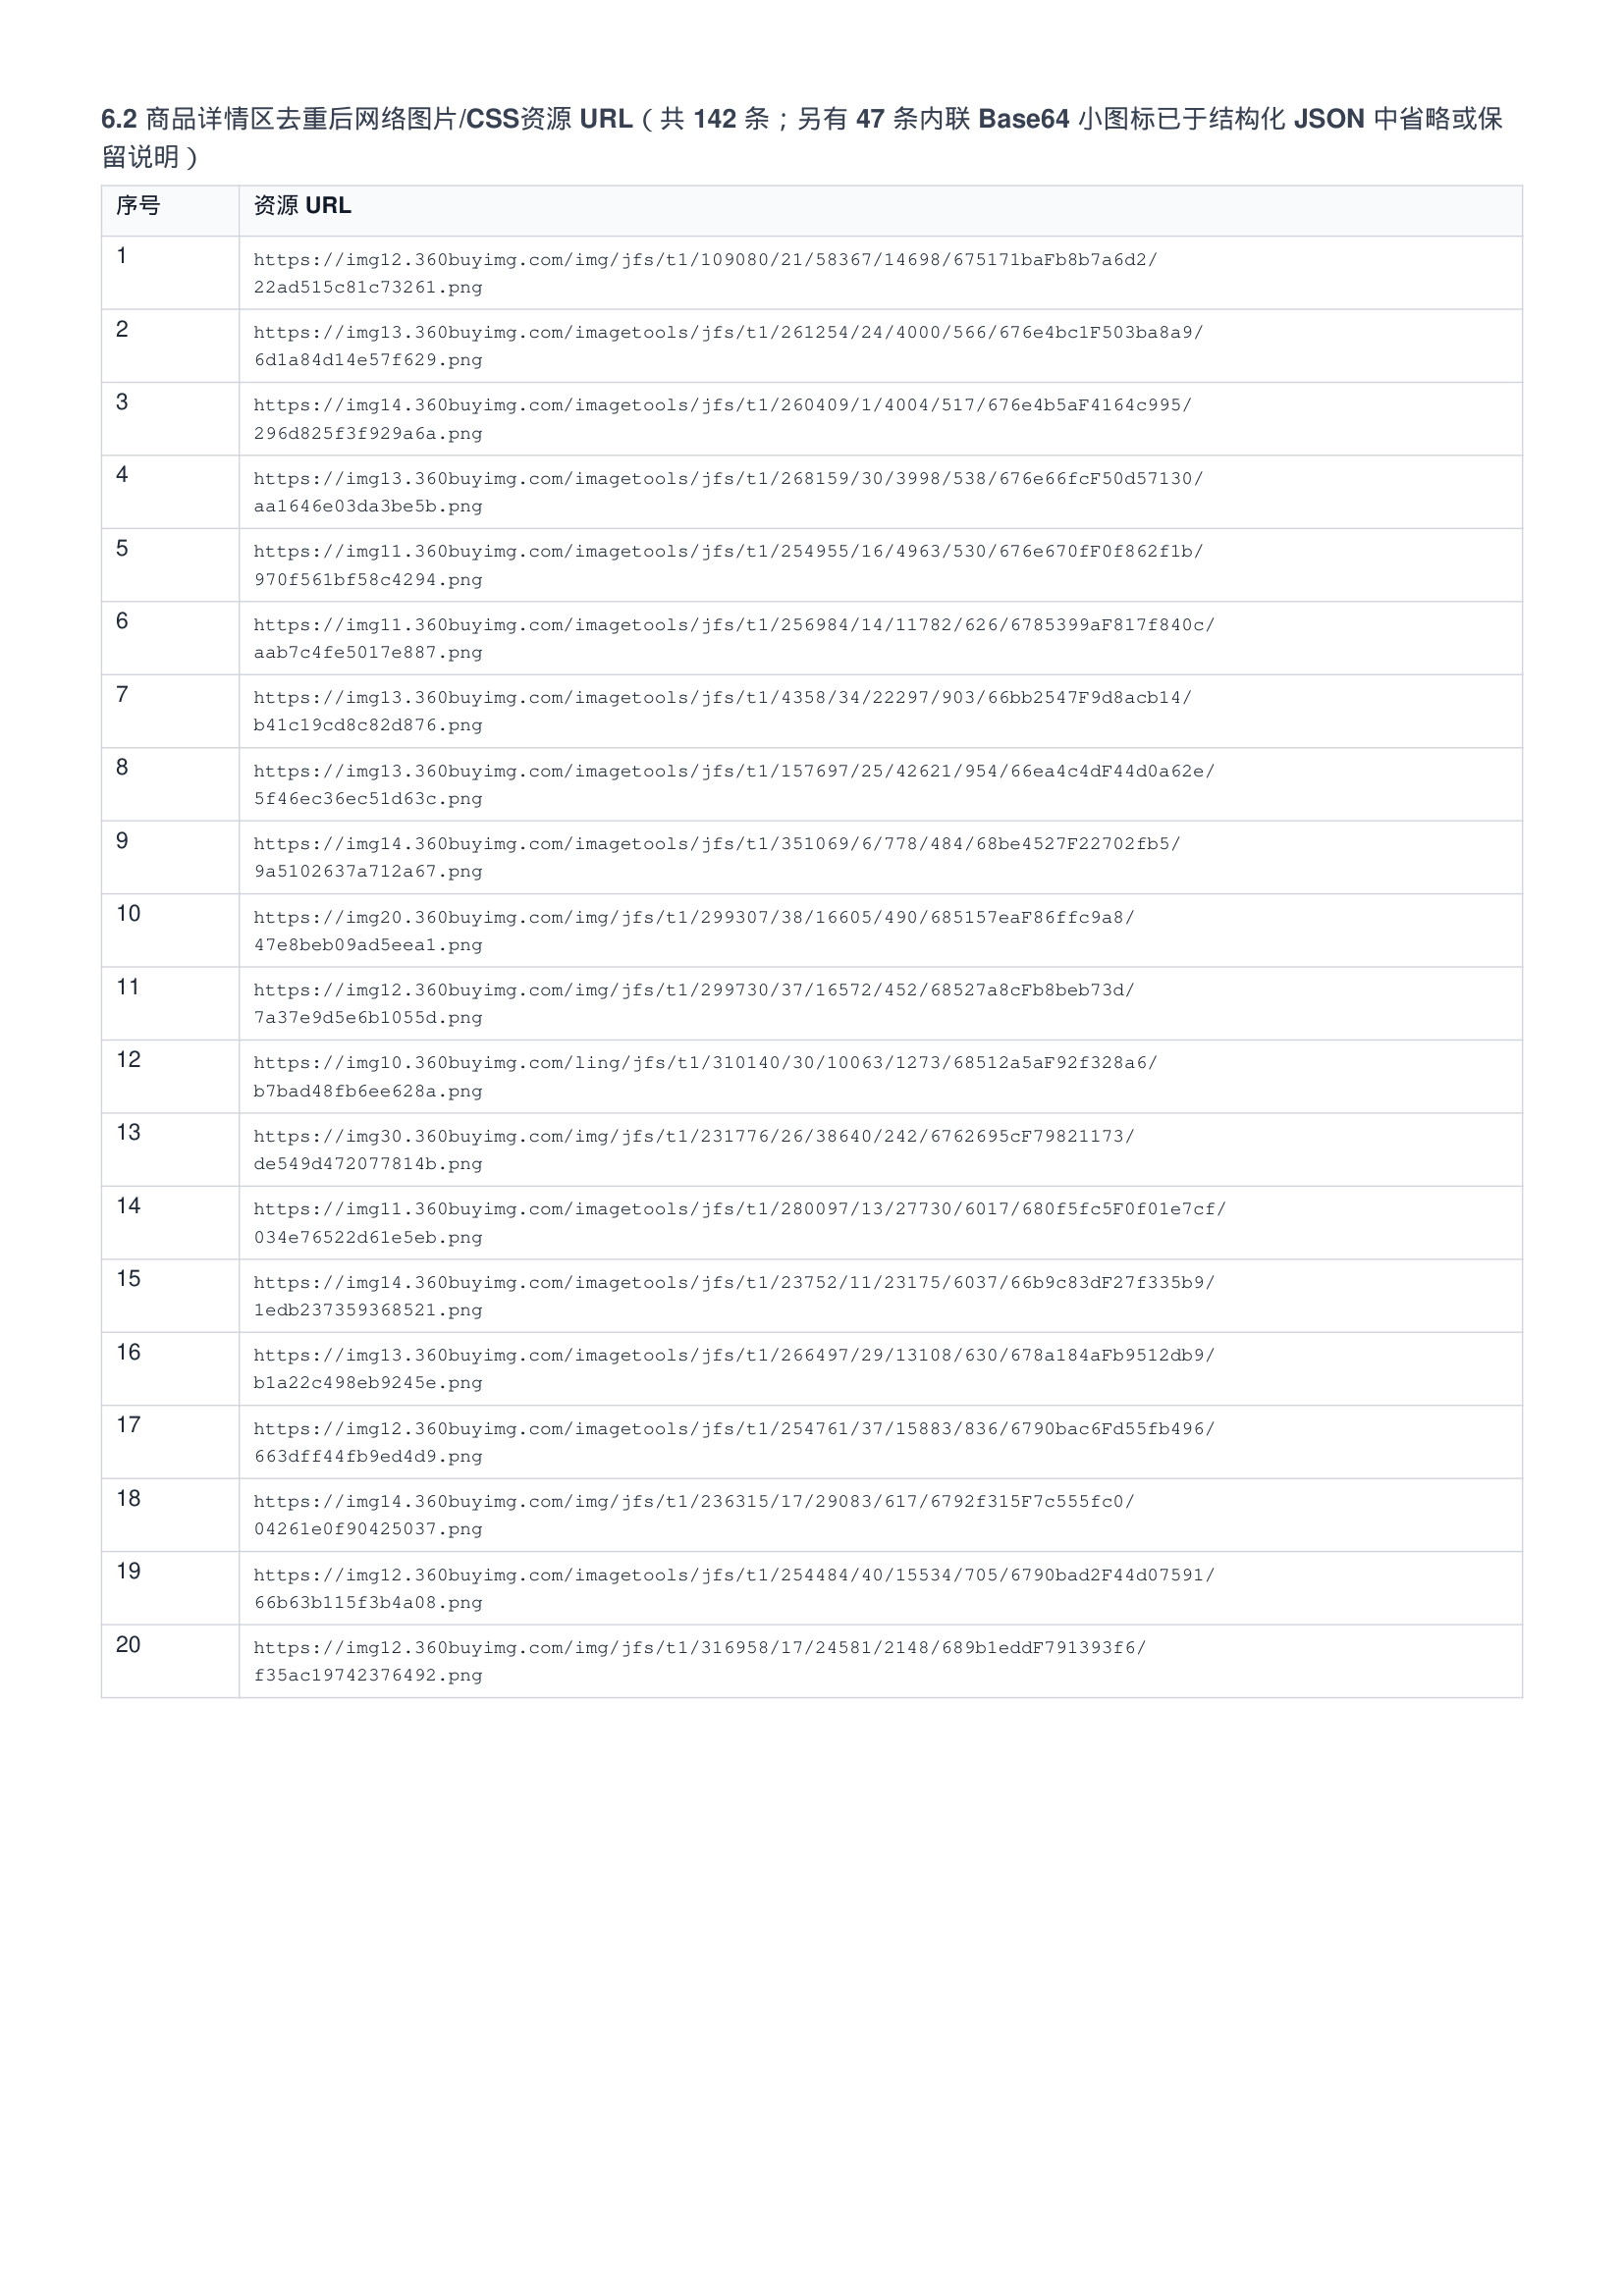 6.2 商品详情区去重后网络图片/CSS资源 URL（共 142 条；另有 47 条内联 Base64 小图标已于结构化 JSON 中省略或保
留说明）
序号 资源 URL
1 https://img12.360buyimg.com/img/jfs/t1/109080/21/58367/14698/675171baFb8b7a6d2/
22ad515c81c73261.png
2 https://img13.360buyimg.com/imagetools/jfs/t1/261254/24/4000/566/676e4bc1F503ba8a9/
6d1a84d14e57f629.png
3 https://img14.360buyimg.com/imagetools/jfs/t1/260409/1/4004/517/676e4b5aF4164c995/
296d825f3f929a6a.png
4 https://img13.360buyimg.com/imagetools/jfs/t1/268159/30/3998/538/676e66fcF50d57130/
aa1646e03da3be5b.png
5 https://img11.360buyimg.com/imagetools/jfs/t1/254955/16/4963/530/676e670fF0f862f1b/
970f561bf58c4294.png
6 https://img11.360buyimg.com/imagetools/jfs/t1/256984/14/11782/626/6785399aF817f840c/
aab7c4fe5017e887.png
7 https://img13.360buyimg.com/imagetools/jfs/t1/4358/34/22297/903/66bb2547F9d8acb14/
b41c19cd8c82d876.png
8 https://img13.360buyimg.com/imagetools/jfs/t1/157697/25/42621/954/66ea4c4dF44d0a62e/
5f46ec36ec51d63c.png
9 https://img14.360buyimg.com/imagetools/jfs/t1/351069/6/778/484/68be4527F22702fb5/
9a5102637a712a67.png
10 https://img20.360buyimg.com/img/jfs/t1/299307/38/16605/490/685157eaF86ffc9a8/
47e8beb09ad5eea1.png
11 https://img12.360buyimg.com/img/jfs/t1/299730/37/16572/452/68527a8cFb8beb73d/
7a37e9d5e6b1055d.png
12 https://img10.360buyimg.com/ling/jfs/t1/310140/30/10063/1273/68512a5aF92f328a6/
b7bad48fb6ee628a.png
13 https://img30.360buyimg.com/img/jfs/t1/231776/26/38640/242/6762695cF79821173/
de549d472077814b.png
14 https://img11.360buyimg.com/imagetools/jfs/t1/280097/13/27730/6017/680f5fc5F0f01e7cf/
034e76522d61e5eb.png
15 https://img14.360buyimg.com/imagetools/jfs/t1/23752/11/23175/6037/66b9c83dF27f335b9/
1edb237359368521.png
16 https://img13.360buyimg.com/imagetools/jfs/t1/266497/29/13108/630/678a184aFb9512db9/
b1a22c498eb9245e.png
17 https://img12.360buyimg.com/imagetools/jfs/t1/254761/37/15883/836/6790bac6Fd55fb496/
663dff44fb9ed4d9.png
18 https://img14.360buyimg.com/img/jfs/t1/236315/17/29083/617/6792f315F7c555fc0/
04261e0f90425037.png
19 https://img12.360buyimg.com/imagetools/jfs/t1/254484/40/15534/705/6790bad2F44d07591/
66b63b115f3b4a08.png
20 https://img12.360buyimg.com/img/jfs/t1/316958/17/24581/2148/689b1eddF791393f6/
f35ac19742376492.png